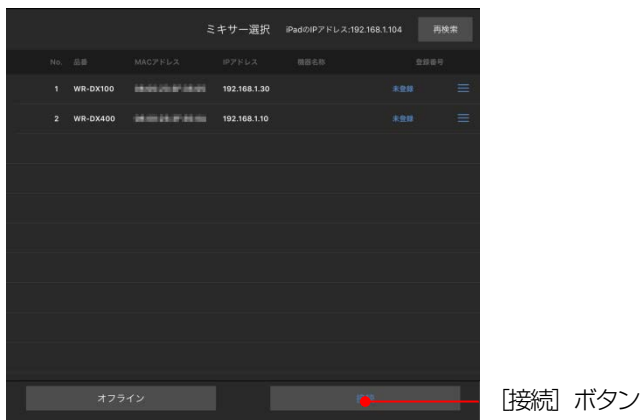 ミキサー選択 iPadのIPアドレス:192.168.1.104 再検索
No. 品番 MACアドレス IPアドレス 機器名称 登録番号
1 WR-DX100 192.168.1.30 未登録
2 WR-DX400 192.168.1.10 未登録
オフライン
[接続] ボタン